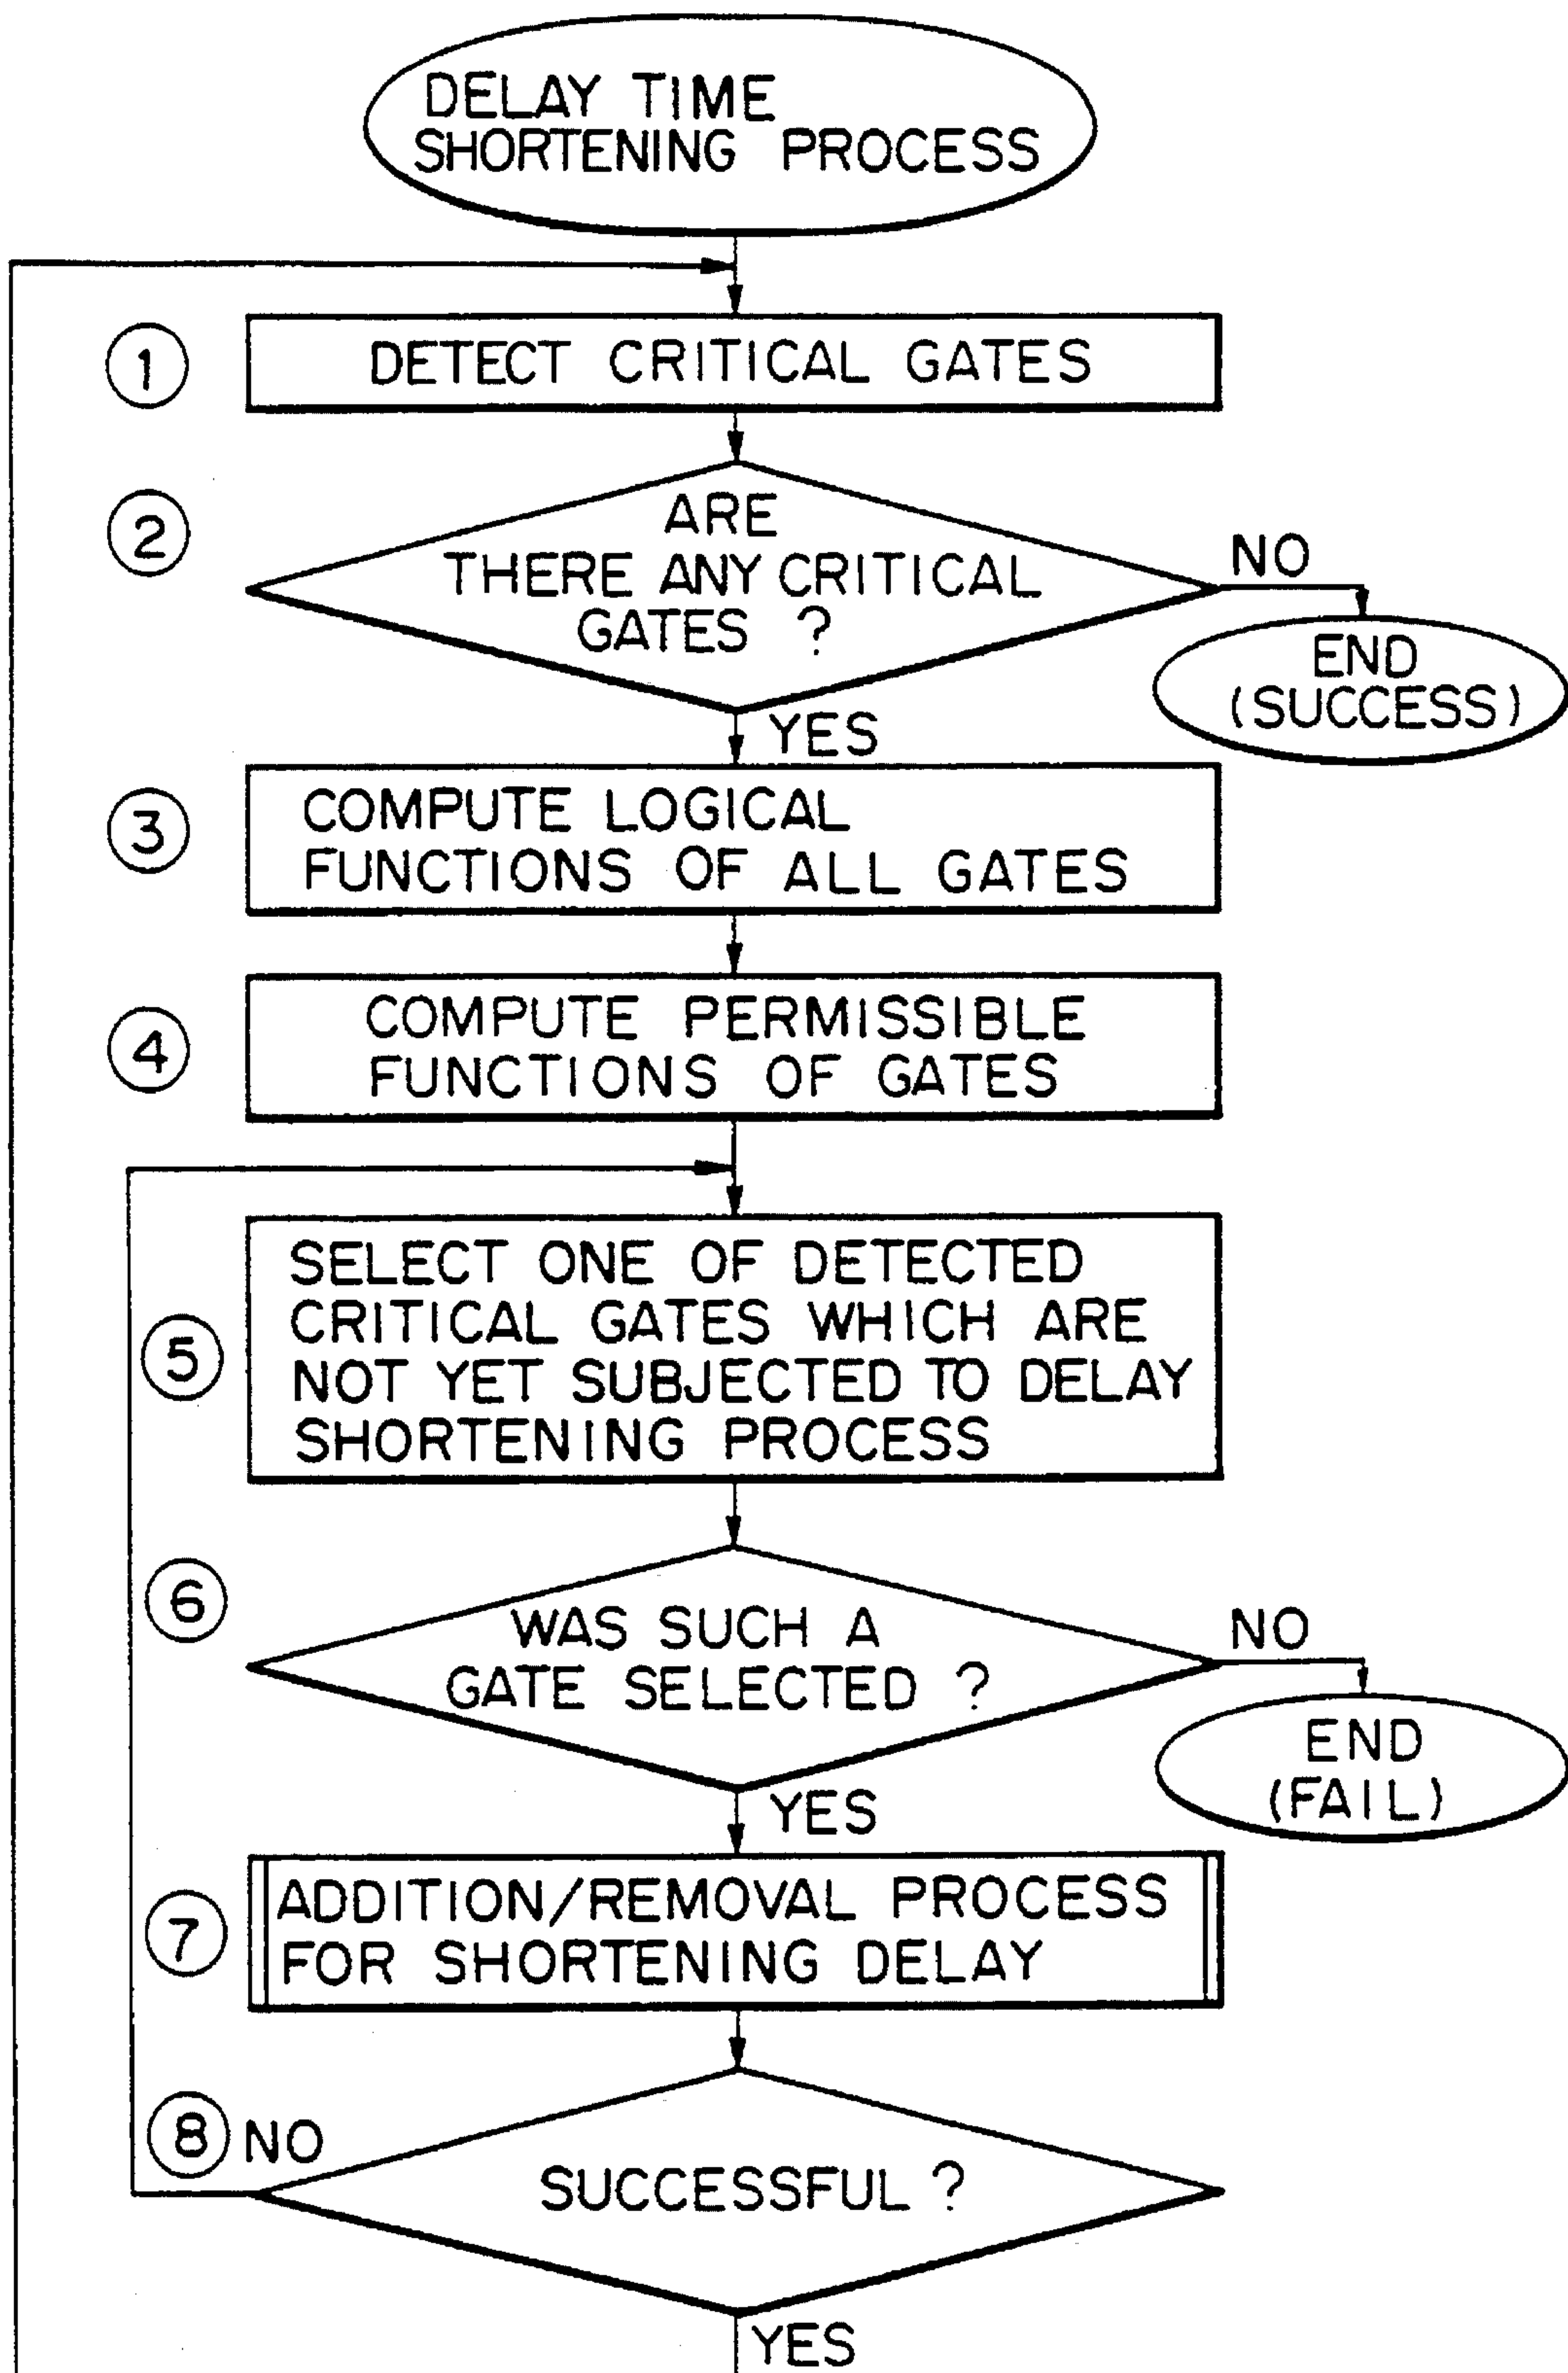 DELAY TIME
SHORTENING PROCESS
1
DETECT CRITICAL GATES
2
ARE
THERE ANY CRITICAL
GATES ?
NO
END
(SUCCESS)
YES
3
COMPUTE LOGICAL
FUNCTIONS OF ALL GATES
4
COMPUTE PERMISSIBLE
FUNCTIONS OF GATES
5
SELECT ONE OF DETECTED
CRITICAL GATES WHICH ARE
NOT YET SUBJECTED TO DELAY
SHORTENING PROCESS
6
WAS SUCH A
GATE SELECTED ?
NO
END
(FAIL)
YES
7
ADDITION/REMOVAL PROCESS
FOR SHORTENING DELAY
8
NO
SUCCESSFUL ?
YES